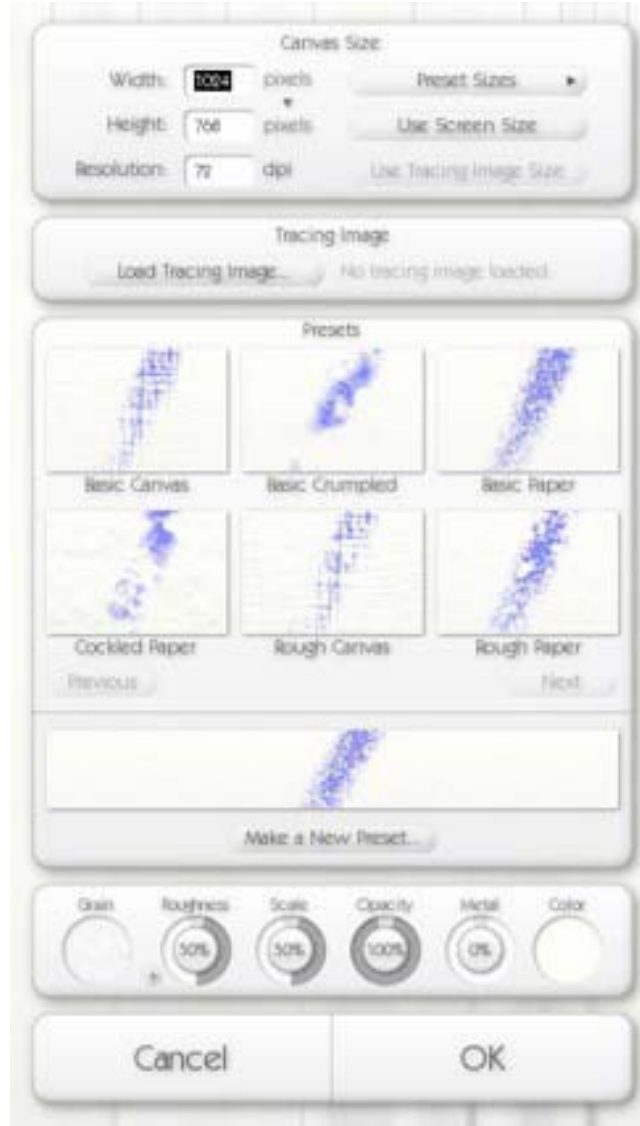 Canvas Size
Width: 1024 pixels Preset Sizes
Height: 768 pixels Use Screen Size
Resolution: 72 dpi Use Tracing Image Size
Tracing Image
Load Tracing Image... No tracing image loaded.
Presets
Basic Canvas Basic Crumpled Basic Paper
Cockled Paper Rough Canvas Rough Paper
Previous Next
Make a New Preset...
Grain Roughness Scale Opacity Metal Color
50% 50% 100% 0%
Cancel OK